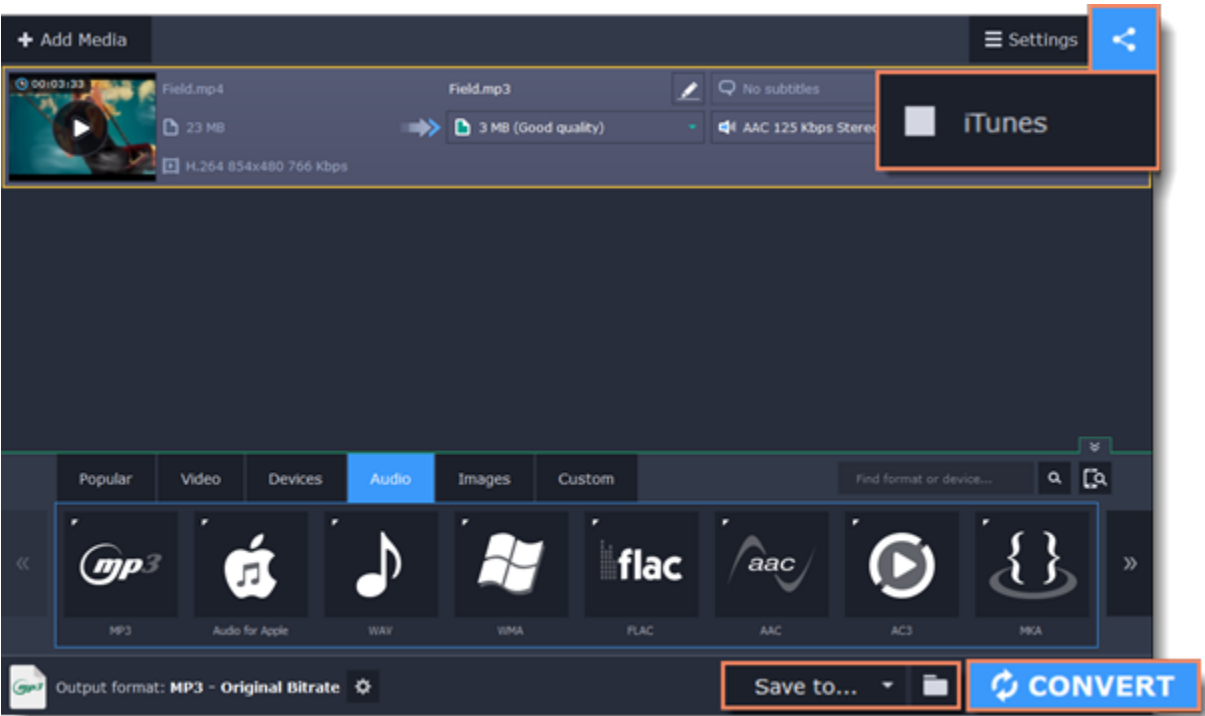 + Add Media
Settings
00:03:33
Field.mp4
Field.mp3
No subtitles
iTunes
23 MB
3 MB (Good quality)
AAC 125 Kbps Stereo
H.264 854x480 766 Kbps
Popular Video Devices Audio Images Custom
Find format or device...
mp3 flac aac
MP3 Audio for Apple WAV WMA FLAC AAC AC3 MKA
mp3 Output format: MP3 - Original Bitrate
Save to...
CONVERT